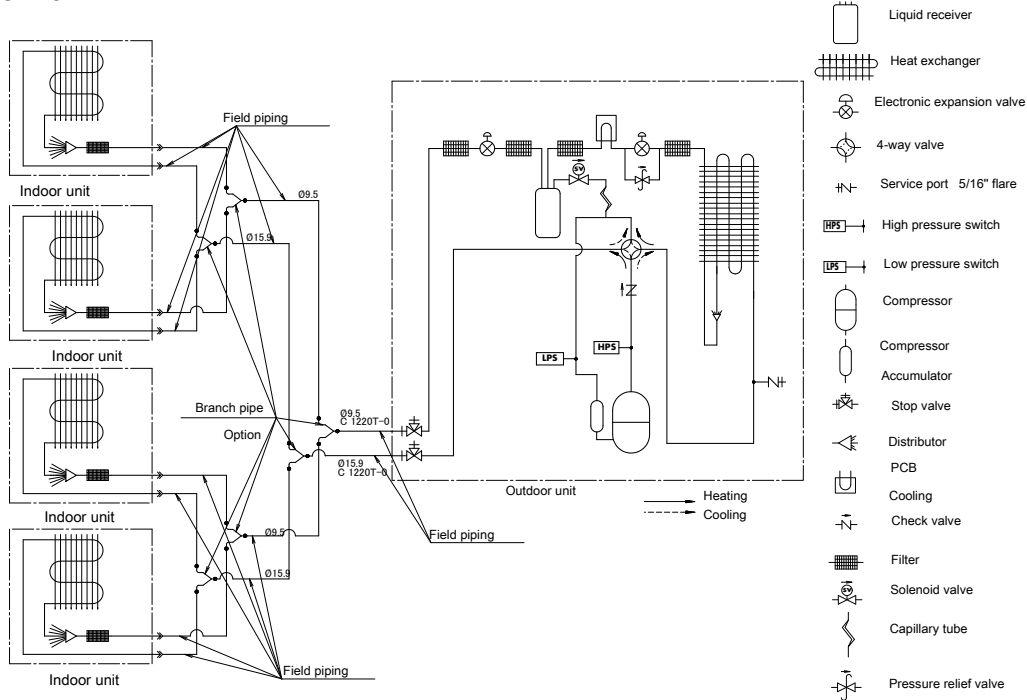 Field piping
Ø9.5
Indoor unit
Ø15.9
Indoor unit
Branch pipe
Option
Ø9.5
C 1220T-O
Ø15.9
C 1220T-O
Indoor unit
Ø9.5
Ø15.9
Field piping
Field piping
Indoor unit
SV
LPS
HPS
Outdoor unit
Heating
Cooling
Liquid receiver
Heat exchanger
Electronic expansion valve
4-way valve
Service port 5/16" flare
HPS High pressure switch
LPS Low pressure switch
Compressor
Compressor
Accumulator
Stop valve
Distributor
PCB
Cooling
Check valve
Filter
SV
Solenoid valve
Capillary tube
Pressure relief valve